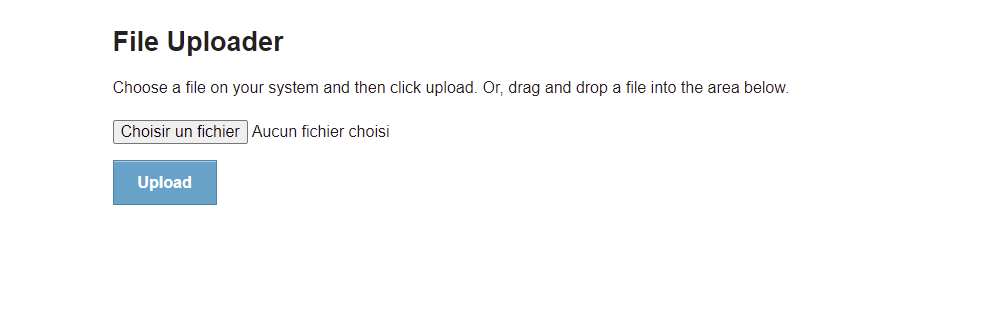 File Uploader
Choose a file on your system and then click upload. Or, drag and drop a file into the area below.
Choisir un fichier Aucun fichier choisi
Upload